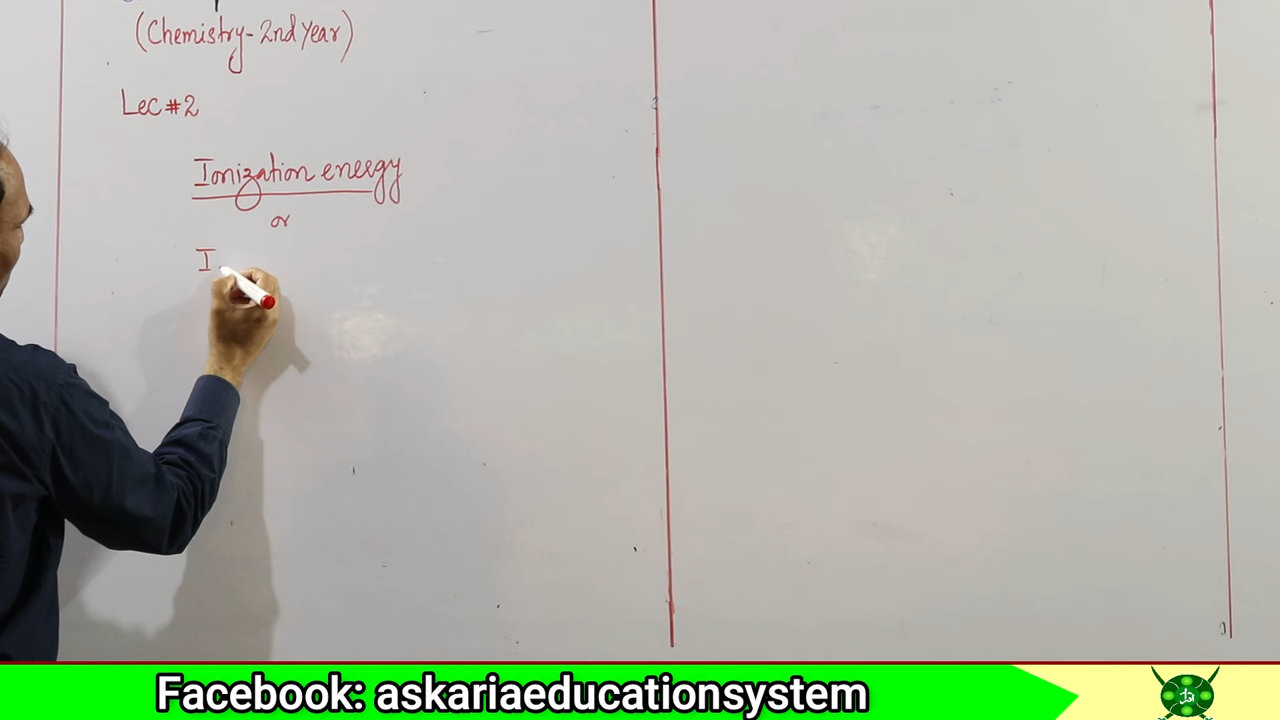 (Chemistry-2nd Year)
Lec #2
Ionization energy
or
I
Facebook: askariaeducationsystem